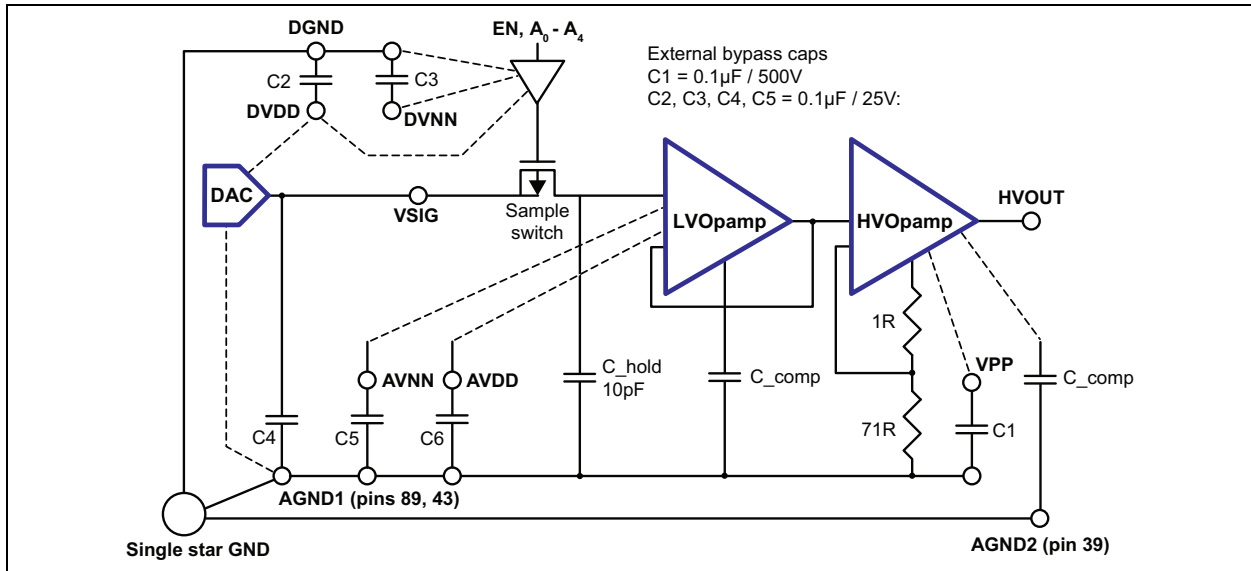 DGND
EN, A0 - A4
External bypass caps
C1 = 0.1µF / 500V
C2, C3, C4, C5 = 0.1µF / 25V:
C2
C3
DVDD
DVNN
DAC
VSIG
Sample
switch
LVOpamp
HVOpamp
HVOUT
1R
AVNN
AVDD
C_hold
10pF
C_comp
VPP
C_comp
71R
C4
C5
C6
C1
AGND1 (pins 89, 43)
Single star GND
AGND2 (pin 39)